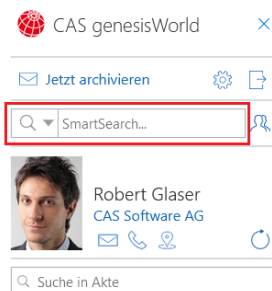 CAS genesisWorld
Jetzt archivieren
SmartSearch...
Robert Glaser
CAS Software AG
Suche in Akte